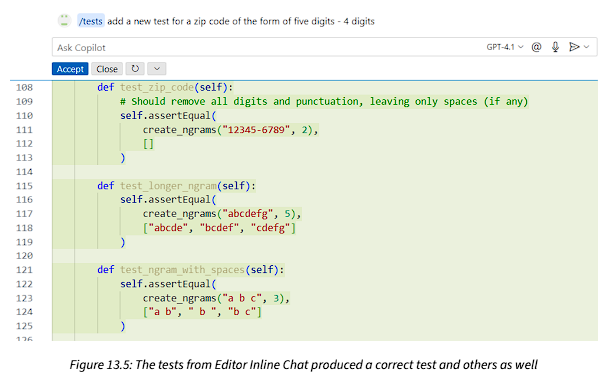 /tests add a new test for a zip code of the form of five digits - 4 digits
Ask Copilot GPT-4.1 @
Accept Close
108 def test_zip_code(self):
109 # Should remove all digits and punctuation, leaving only spaces (if any)
110 self.assertEqual(
111 create_ngrams("12345-6789", 2),
112 []
113 )
114
115 def test_longer_ngram(self):
116 self.assertEqual(
117 create_ngrams("abcdefg", 5),
118 ["abcde", "bcdef", "cdefg"]
119 )
120
121 def test_ngram_with_spaces(self):
122 self.assertEqual(
123 create_ngrams("a b c", 3),
124 ["a b", " b ", "b c"]
125 )
126
Figure 13.5: The tests from Editor Inline Chat produced a correct test and others as well